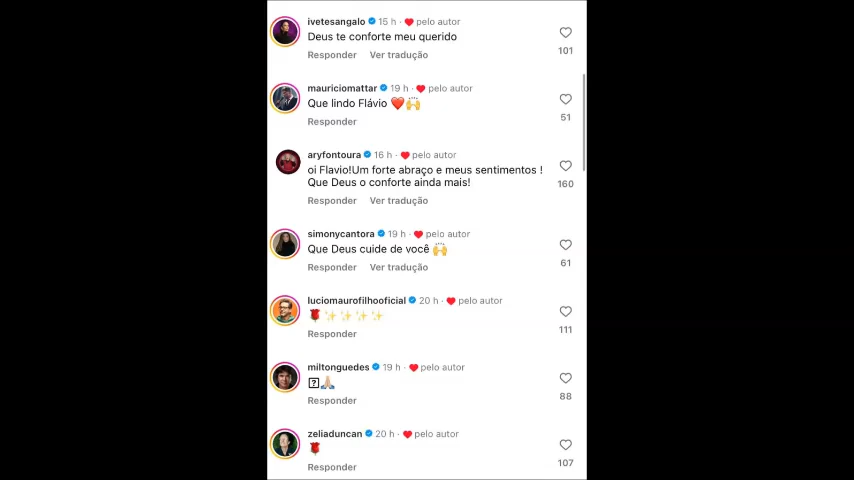 ivetesangalo 15 h · ❤️ pelo autor
Deus te conforte meu querido
101
Responder Ver tradução
mauriciomattar 19 h · ❤️ pelo autor
Que lindo Flávio ❤️🙌
51
Responder
aryfontoura 16 h · ❤️ pelo autor
oi Flavio!Um forte abraço e meus sentimentos !
Que Deus o conforte ainda mais!
160
Responder Ver tradução
simonycantora 19 h · ❤️ pelo autor
Que Deus cuide de você 🙌
61
Responder Ver tradução
luciomaurofilhooficial 20 h · ❤️ pelo autor
🌹✨✨✨✨
111
Responder
miltonguedes 19 h · ❤️ pelo autor
🙏🏼
88
Responder
zeliaduncan 20 h · ❤️ pelo autor
🌹
107
Responder